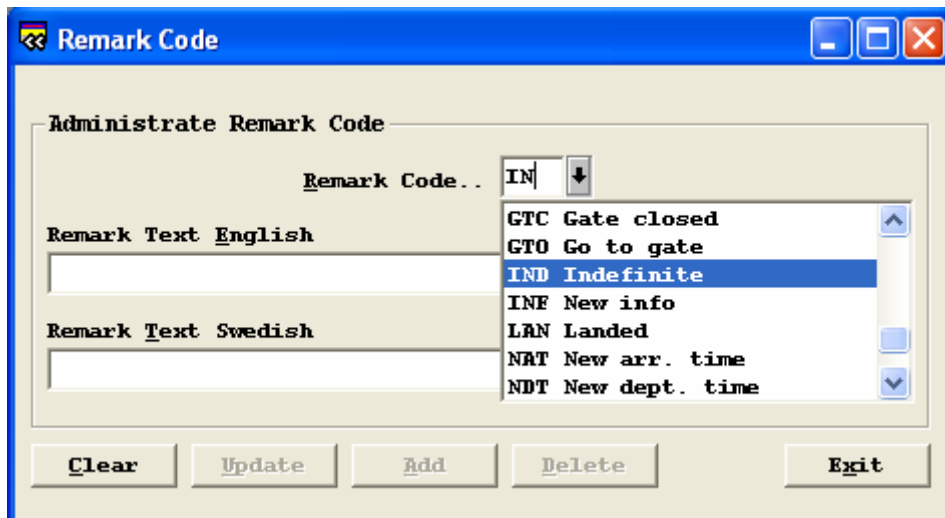 Remark Code
Administrate Remark Code
Remark Code.. IN
GTC Gate closed
GTO Go to gate
IND Indefinite
INF New info
LAN Landed
NAT New arr. time
NDT New dept. time
Remark Text English
Remark Text Swedish
Clear Update Add Delete Exit